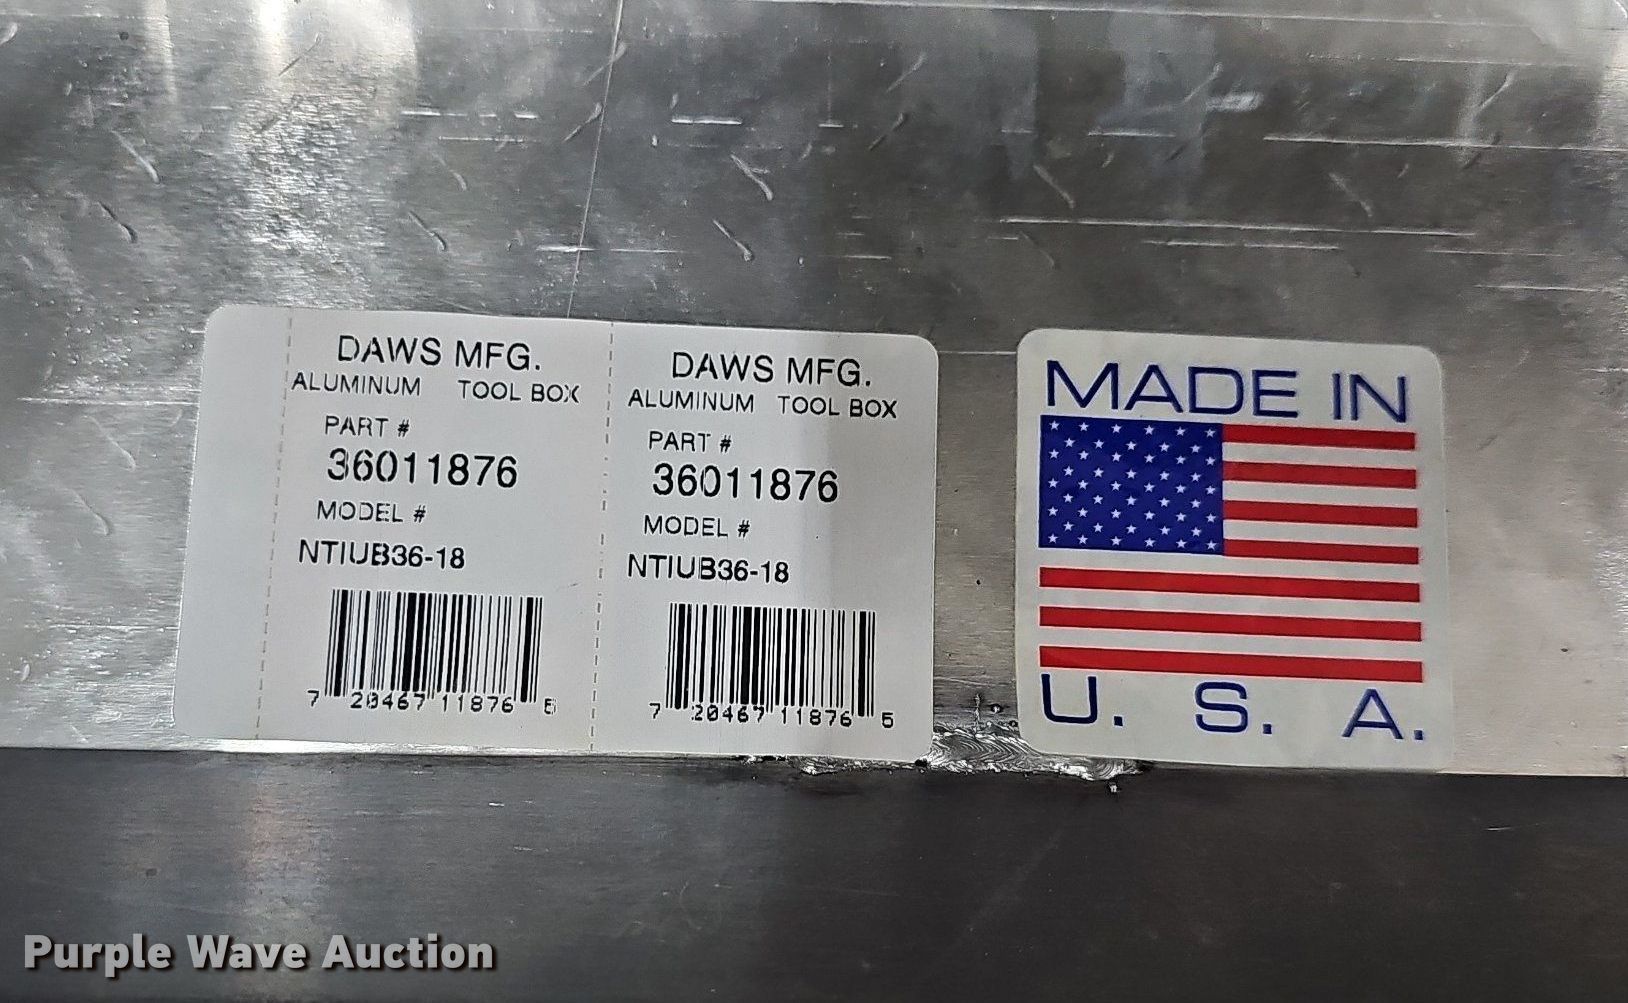 DAWS MFG.
ALUMINUM TOOL BOX
PART #
36011876
MODEL #
NTIUB36-18
7 20467 11876 5
DAWS MFG.
ALUMINUM TOOL BOX
PART #
36011876
MODEL #
NTIUB36-18
7 20467 11876 5
MADE IN
U. S. A.
Purple Wave Auction